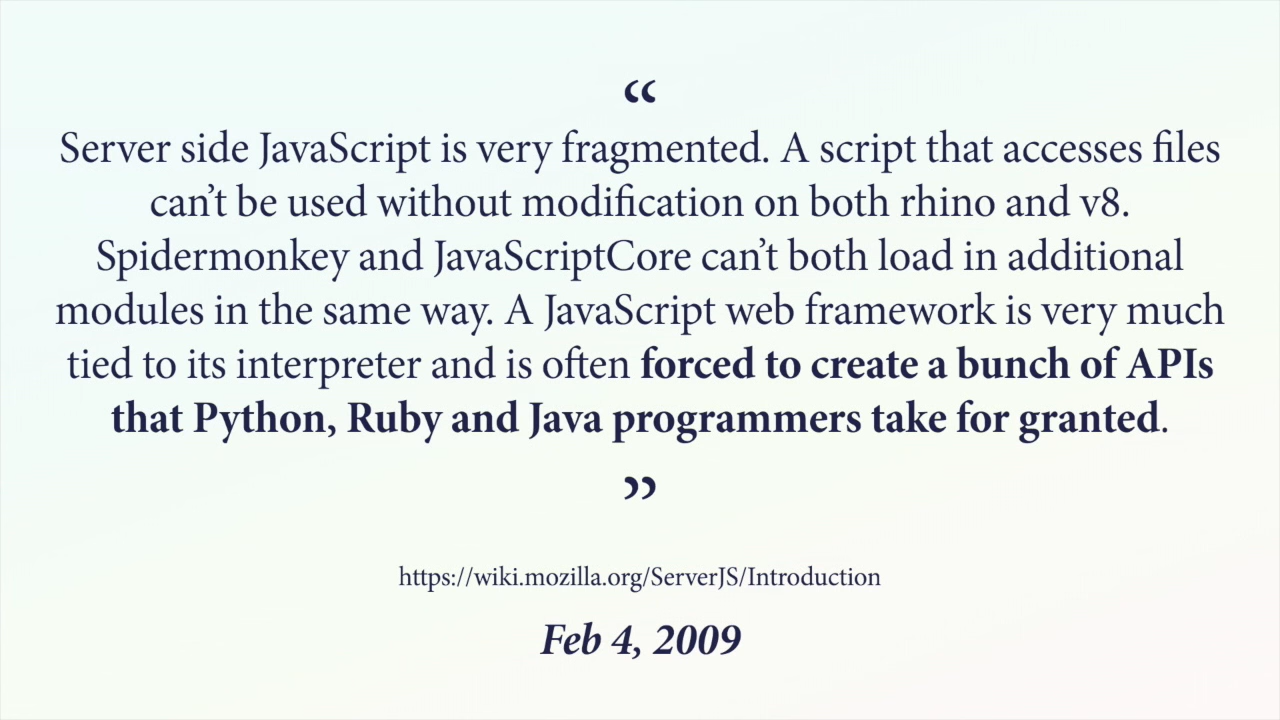 “
Server side JavaScript is very fragmented. A script that accesses files
can’t be used without modification on both rhino and v8.
Spidermonkey and JavaScriptCore can’t both load in additional
modules in the same way. A JavaScript web framework is very much
tied to its interpreter and is often forced to create a bunch of APIs
that Python, Ruby and Java programmers take for granted.
”
https://wiki.mozilla.org/ServerJS/Introduction
Feb 4, 2009